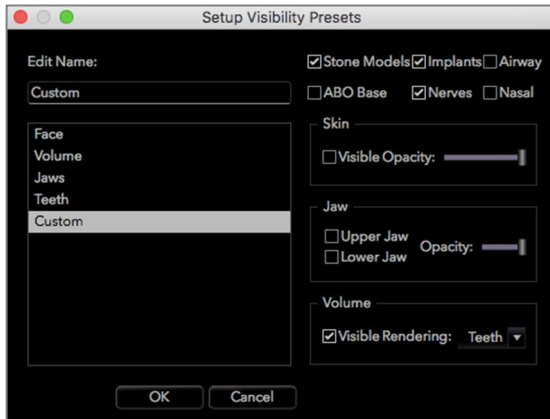 Setup Visibility Presets
Edit Name:
Custom
Face
Volume
Jaws
Teeth
Custom
Stone Models Implants Airway
ABO Base Nerves Nasal
Skin
Visible Opacity:
Jaw
Upper Jaw
Lower Jaw
Opacity:
Volume
Visible Rendering: Teeth
OK Cancel